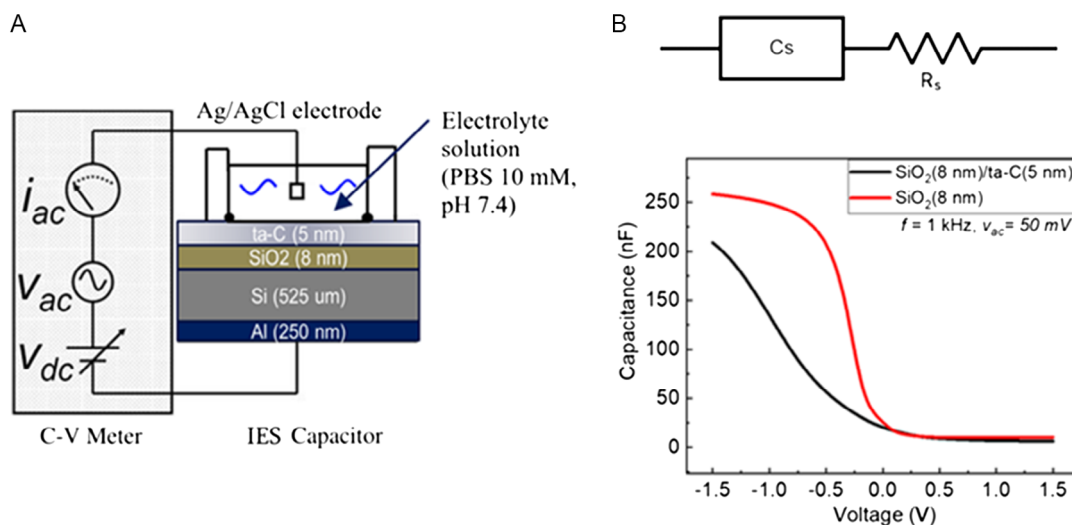 A
Ag/AgCl electrode
Electrolyte
solution
(PBS 10 mM,
pH 7.4)
iac
vac
vdc
ta-C (5 nm)
SiO2 (8 nm)
Si (525 um)
Al (250 nm)
C-V Meter
IES Capacitor
B
Cs
Rs
SiO2(8 nm)/ta-C(5 nm)
SiO2(8 nm)
f = 1 kHz, vac= 50 mV
Capacitance (nF)
250
200
150
100
50
0
-1.5 -1.0 -0.5 0.0 0.5 1.0 1.5
Voltage (V)